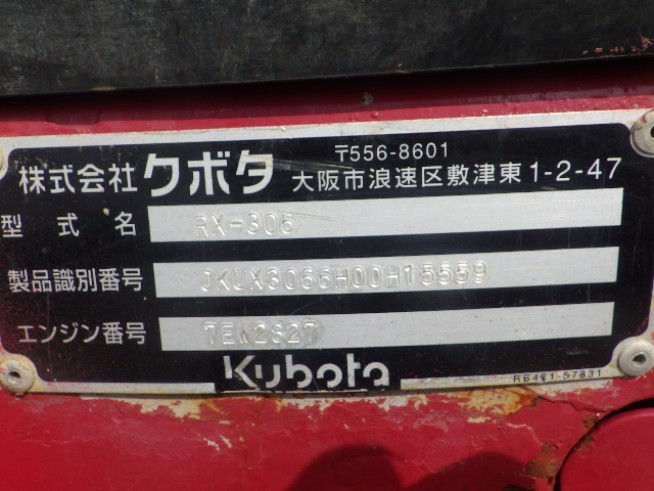 株式会社 クボタ
〒556-8601
大阪市浪速区敷津東1-2-47
型式名 RX-306
製品識別番号 JKUX3066H00H15559
エンジン番号 7EW2627
Kubota
RB461-57831